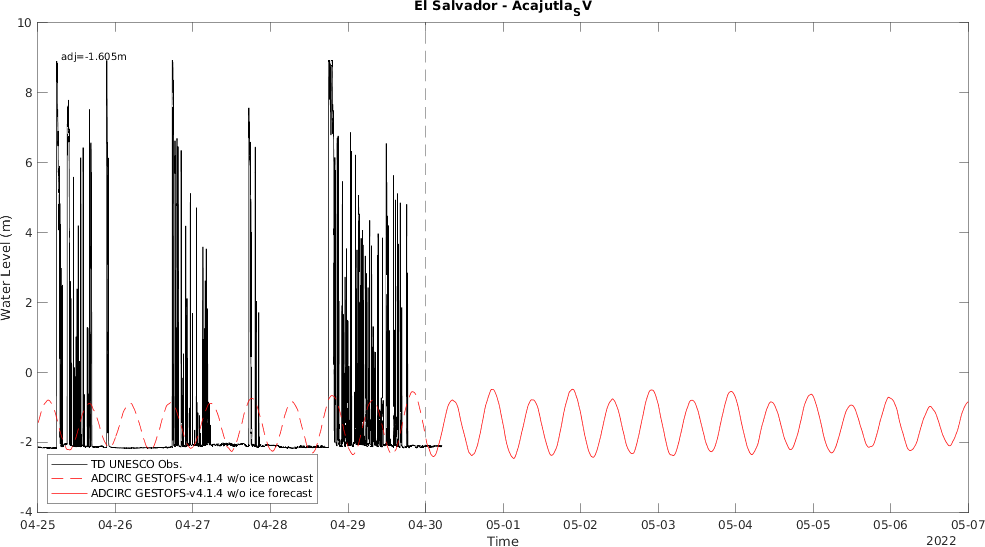 El Salvador - AcajutlaSV
adj=-1.605m
10
8
6
4
2
0
-2
-4
Water Level (m)
TD UNESCO Obs.
ADCIRC GESTOFS-v4.1.4 w/o ice nowcast
ADCIRC GESTOFS-v4.1.4 w/o ice forecast
04-25 04-26 04-27 04-28 04-29 04-30 05-01 05-02 05-03 05-04 05-05 05-06 05-07
Time
2022